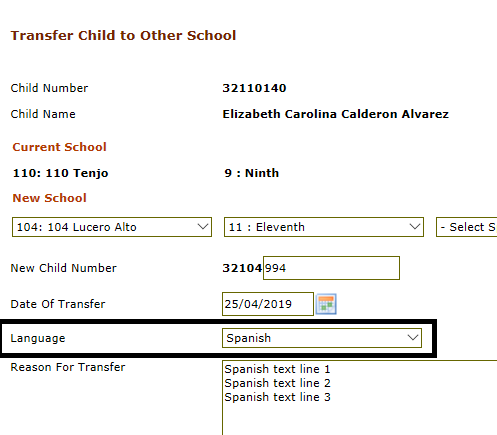 Transfer Child to Other School
Child Number 32110140
Child Name Elizabeth Carolina Calderon Alvarez
Current School
110: 110 Tenjo 9 : Ninth
New School
104: 104 Lucero Alto 11 : Eleventh - Select S
New Child Number 32104 994
Date Of Transfer 25/04/2019
Language Spanish
Reason For Transfer Spanish text line 1
Spanish text line 2
Spanish text line 3